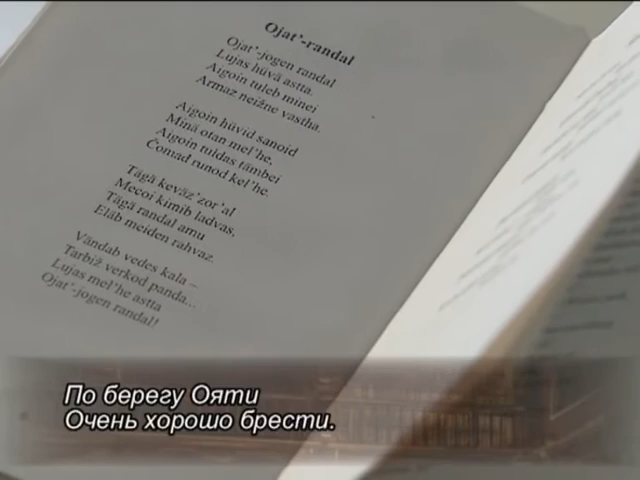 Ojat'-randal
Ojat'-jogen randal
Lujas hüvä astta.
Aigoin tuleb minei
Armaz neižne vastha.
Aigoin hüvid sanoid
Minä otan mel'he,
Aigoin tuldas tämbei
Čomad runod kel'he.
Tägä keväz'zor'al
Mecoi kimib ladvas,
Tägä randal amu
Eläb meiden rahvaz.
Vändab vedes kala –
Tarbiž verkod panda...
Lujas mel'he astta
Ojat'-jogen randal!
По берегу Ояти
Очень хорошо брести.